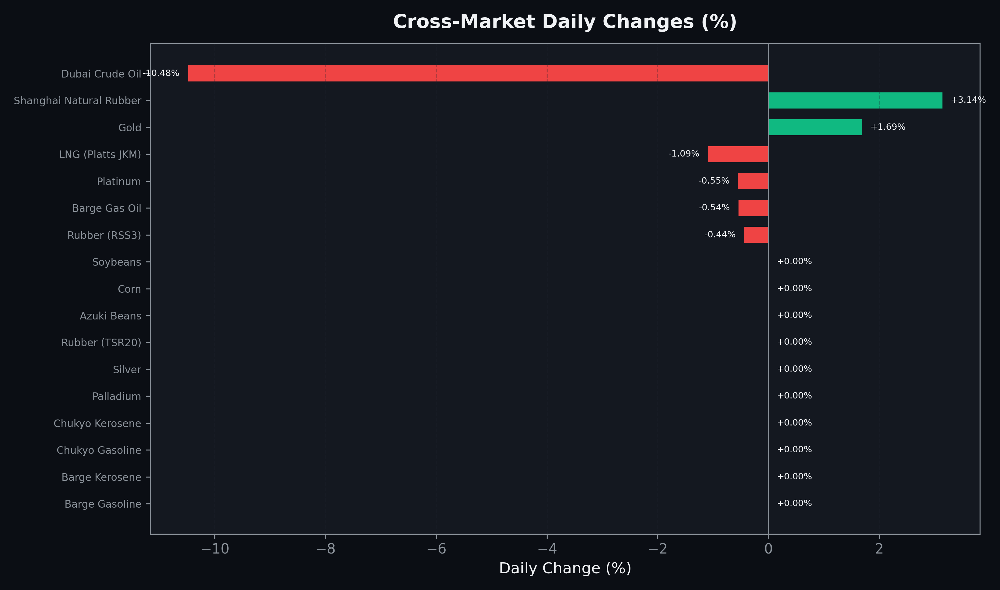 Cross-Market Daily Changes (%)
Dubai Crude Oil -10.48%
Shanghai Natural Rubber +3.14%
Gold +1.69%
LNG (Platts JKM) -1.09%
Platinum -0.55%
Barge Gas Oil -0.54%
Rubber (RSS3) -0.44%
Soybeans +0.00%
Corn +0.00%
Azuki Beans +0.00%
Rubber (TSR20) +0.00%
Silver +0.00%
Palladium +0.00%
Chukyo Kerosene +0.00%
Chukyo Gasoline +0.00%
Barge Kerosene +0.00%
Barge Gasoline +0.00%
−10 −8 −6 −4 −2 0 2
Daily Change (%)